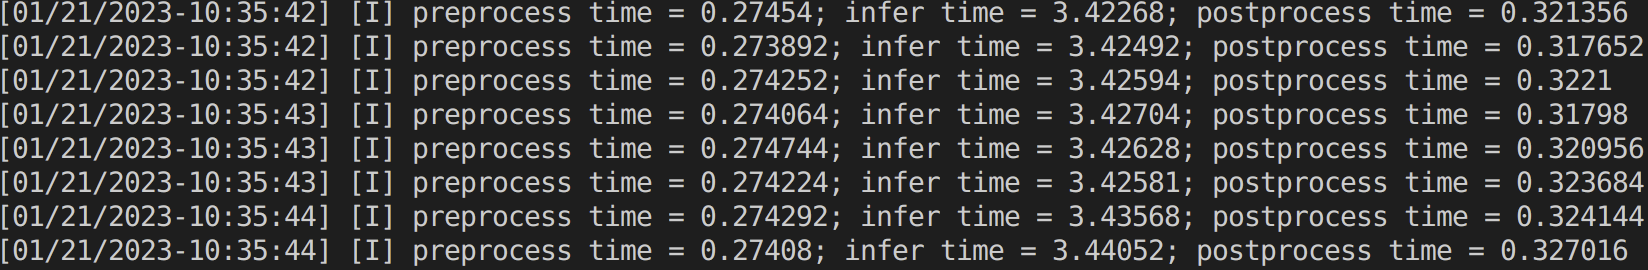 [01/21/2023-10:35:42] [I] preprocess time = 0.27454; infer time = 3.42268; postprocess time = 0.321356
[01/21/2023-10:35:42] [I] preprocess time = 0.273892; infer time = 3.42492; postprocess time = 0.317652
[01/21/2023-10:35:42] [I] preprocess time = 0.274252; infer time = 3.42594; postprocess time = 0.3221
[01/21/2023-10:35:43] [I] preprocess time = 0.274064; infer time = 3.42704; postprocess time = 0.31798
[01/21/2023-10:35:43] [I] preprocess time = 0.274744; infer time = 3.42628; postprocess time = 0.320956
[01/21/2023-10:35:43] [I] preprocess time = 0.274224; infer time = 3.42581; postprocess time = 0.323684
[01/21/2023-10:35:44] [I] preprocess time = 0.274292; infer time = 3.43568; postprocess time = 0.324144
[01/21/2023-10:35:44] [I] preprocess time = 0.27408; infer time = 3.44052; postprocess time = 0.327016